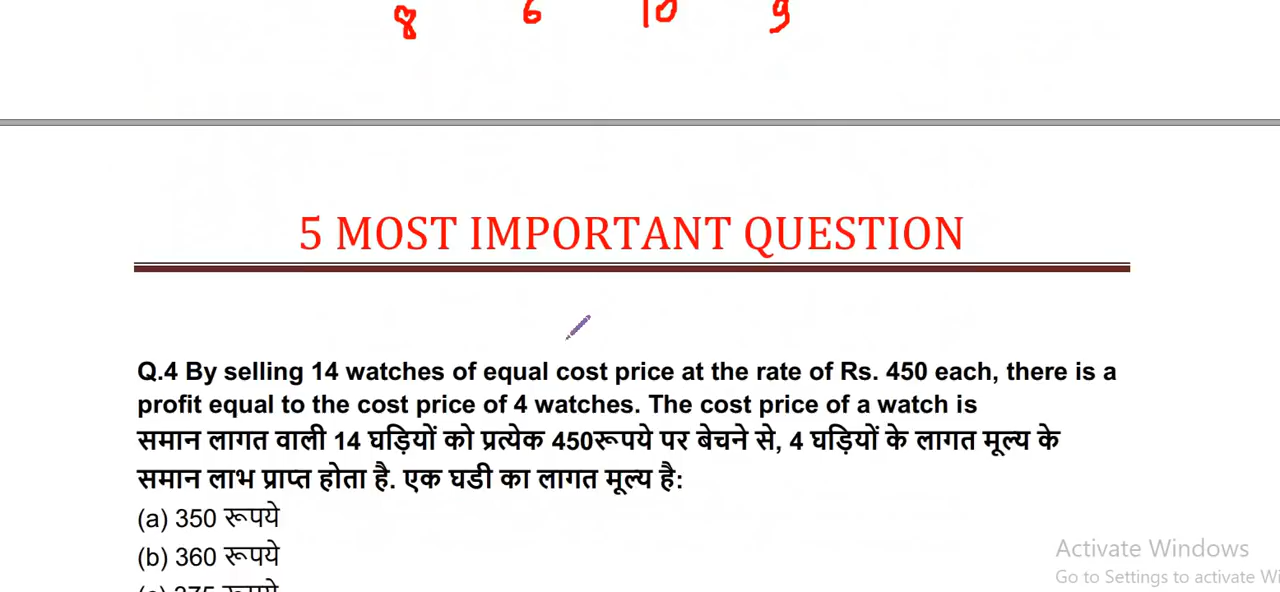 8 6 10 9
5 MOST IMPORTANT QUESTION
Q.4 By selling 14 watches of equal cost price at the rate of Rs. 450 each, there is a
profit equal to the cost price of 4 watches. The cost price of a watch is
समान लागत वाली 14 घड़ियों को प्रत्येक 450रूपये पर बेचने से, 4 घड़ियों के लागत मूल्य के
समान लाभ प्राप्त होता है. एक घडी का लागत मूल्य है:
(a) 350 रूपये
(b) 360 रूपये
Activate Windows
Go to Settings to activate Wi